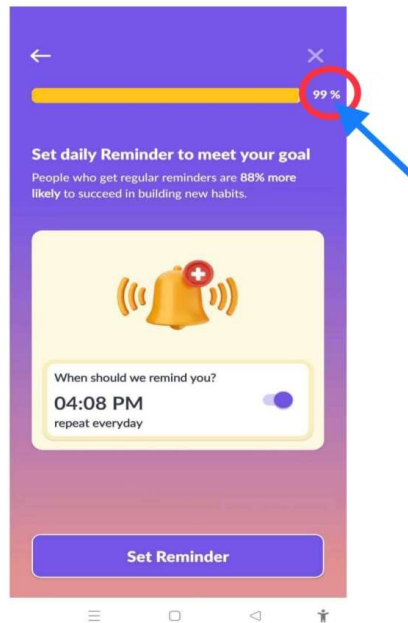 99 %
Set daily Reminder to meet your goal
People who get regular reminders are 88% more
likely to succeed in building new habits.
When should we remind you?
04:08 PM
repeat everyday
Set Reminder